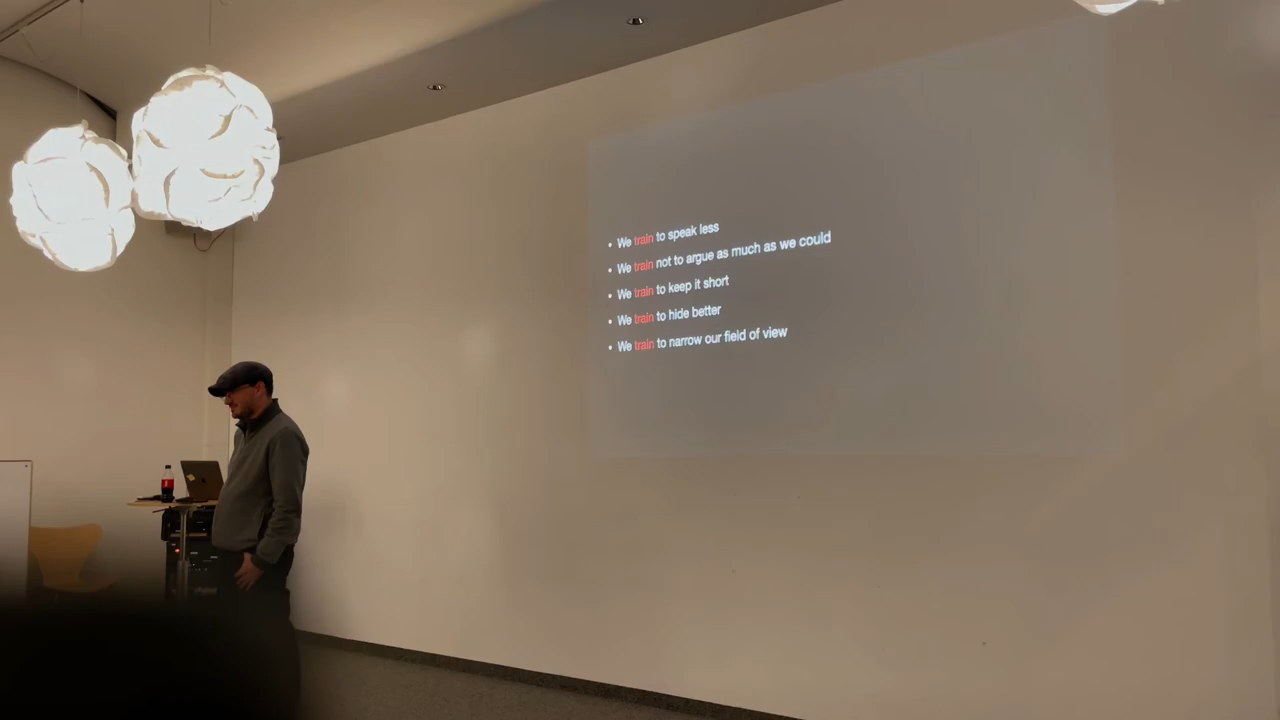 • We train to speak less
• We train not to argue as much as we could
• We train to keep it short
• We train to hide better
• We train to narrow our field of view